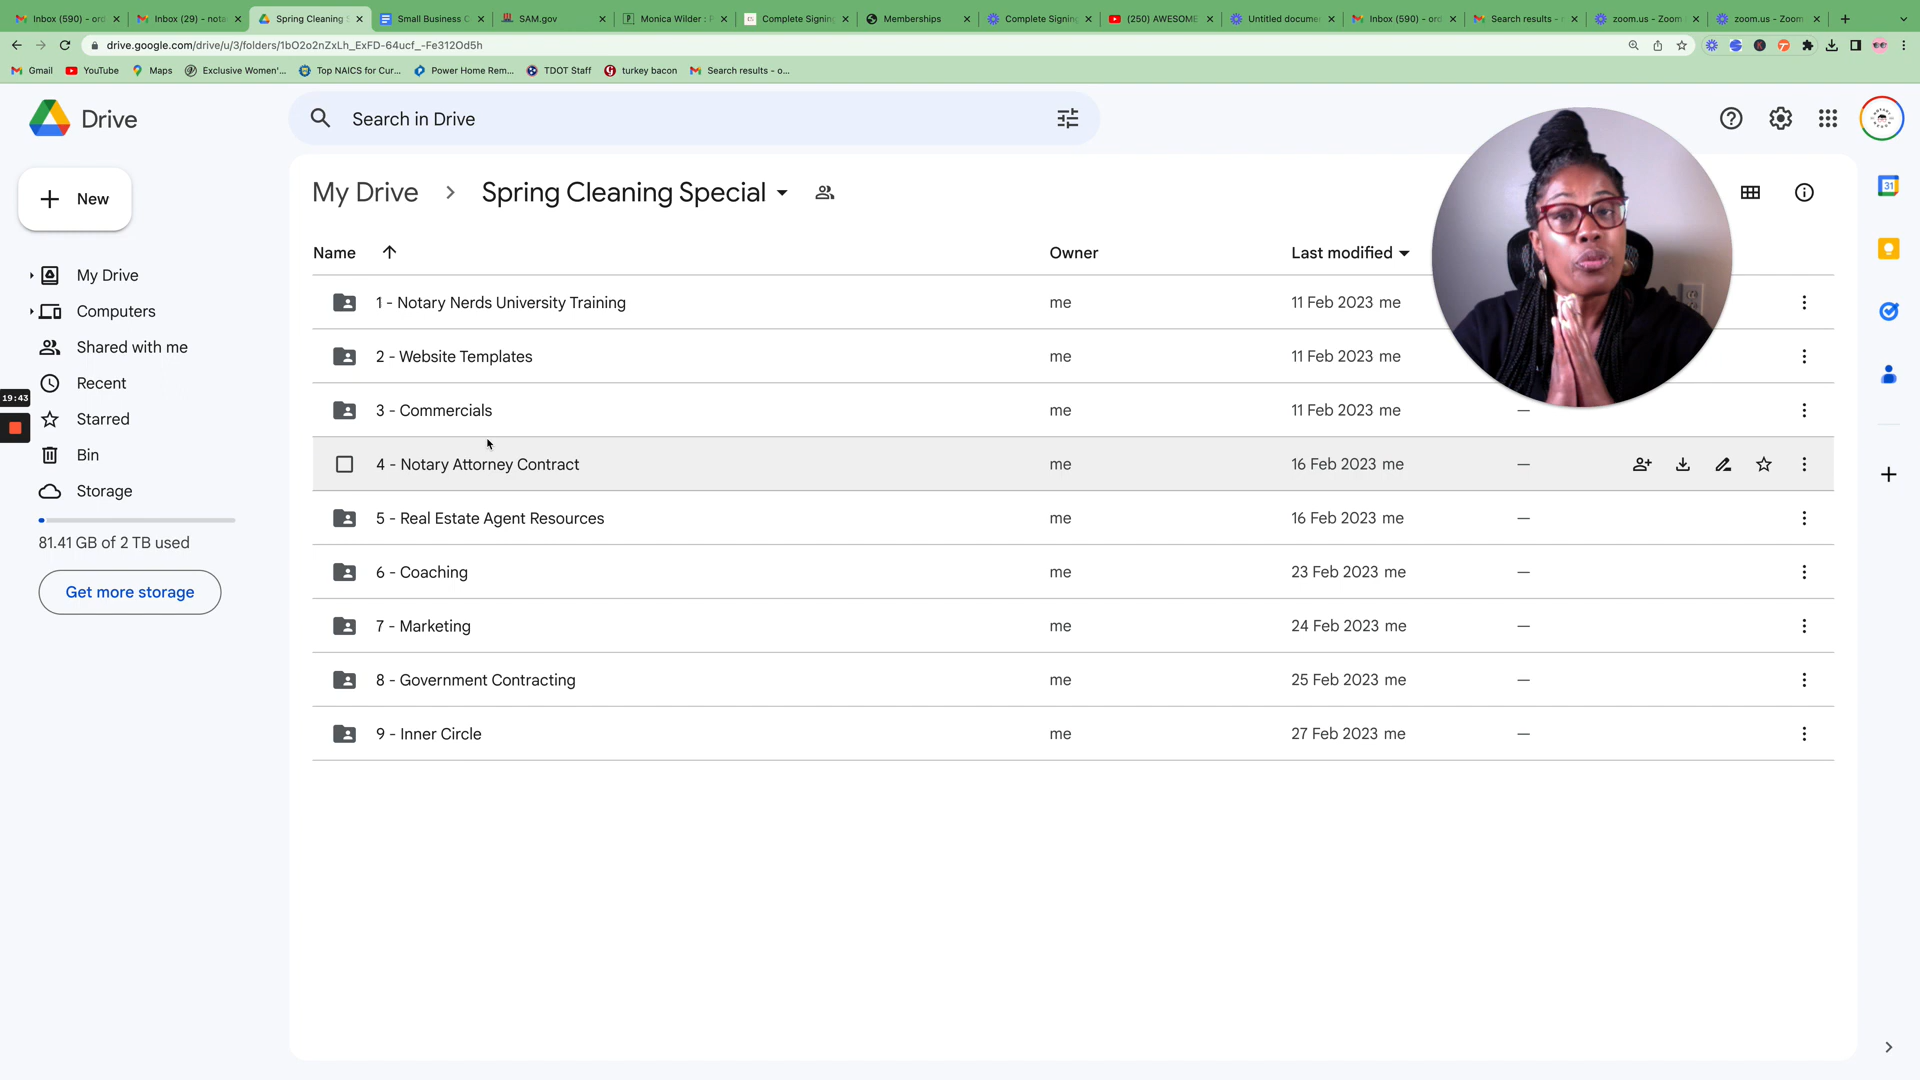 Inbox (590) - ord
Inbox (29) - nota
Spring Cleaning S
Small Business C
SAM.gov
Monica Wilder : P
Complete Signing
Memberships
Complete Signing
(250) AWESOME
Untitled docume
Inbox (590) - ord
Search results - n
zoom.us - Zoom
zoom.us - Zoom
drive.google.com/drive/u/3/folders/1bO2o2nZxLh_ExFD-64ucf_-Fe312Od5h
Gmail
YouTube
Maps
Exclusive Women'...
Top NAICS for Cur...
Power Home Rem...
TDOT Staff
turkey bacon
Search results - o...
Drive
Search in Drive
New
My Drive
Computers
Shared with me
Recent
Starred
Bin
Storage
81.41 GB of 2 TB used
Get more storage
19:43
My Drive > Spring Cleaning Special
Name Owner Last modified
1 - Notary Nerds University Training me 11 Feb 2023 me
2 - Website Templates me 11 Feb 2023 me
3 - Commercials me 11 Feb 2023 me —
4 - Notary Attorney Contract me 16 Feb 2023 me —
5 - Real Estate Agent Resources me 16 Feb 2023 me —
6 - Coaching me 23 Feb 2023 me —
7 - Marketing me 24 Feb 2023 me —
8 - Government Contracting me 25 Feb 2023 me —
9 - Inner Circle me 27 Feb 2023 me —
31